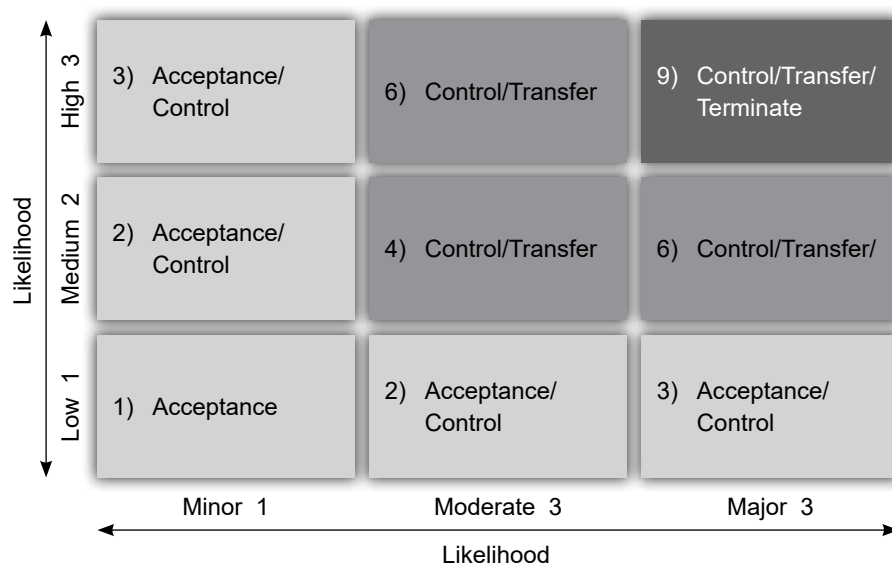 Likelihood
High 3
3) Acceptance/
Control
6) Control/Transfer
9) Control/Transfer/
Terminate
Medium 2
2) Acceptance/
Control
4) Control/Transfer
6) Control/Transfer/
Low 1
1) Acceptance
2) Acceptance/
Control
3) Acceptance/
Control
Minor 1
Moderate 3
Major 3
Likelihood